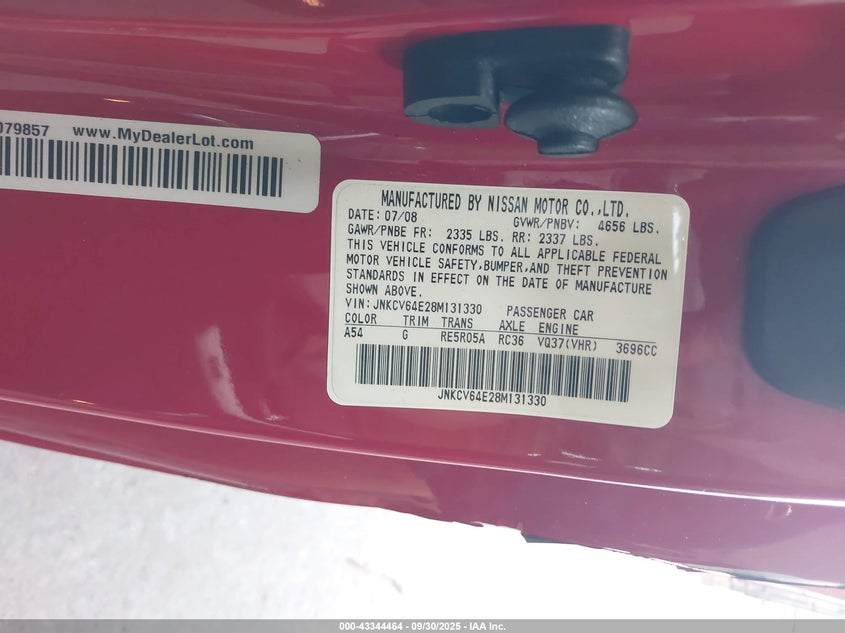 079857 www.MyDealerLot.com
MANUFACTURED BY NISSAN MOTOR CO.,LTD.
DATE: 07/08 GVWR/PNBV: 4656 LBS.
GAWR/PNBE FR: 2335 LBS. RR: 2337 LBS.
THIS VEHICLE CONFORMS TO ALL APPLICABLE FEDERAL
MOTOR VEHICLE SAFETY,BUMPER,AND THEFT PREVENTION
STANDARDS IN EFFECT ON THE DATE OF MANUFACTURE
SHOWN ABOVE.
VIN:JNKCV64E28M131330 PASSENGER CAR
COLOR TRIM TRANS AXLE ENGINE
A54 G RE5R05A RC36 VQ37(VHR) 3696CC
JNKCV64E28M131330
000-43344464 - 09/30/2025 - IAA Inc.